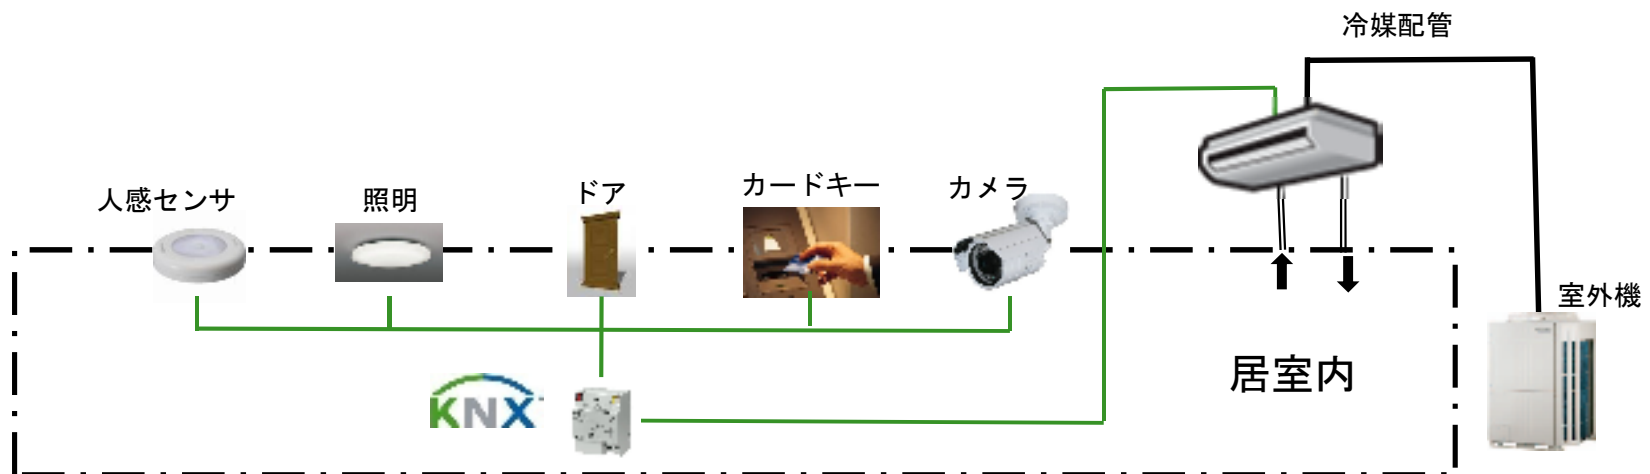 冷媒配管
人感センサ
照明
ドア
カードキー
カメラ
室外機
居室内
KNX